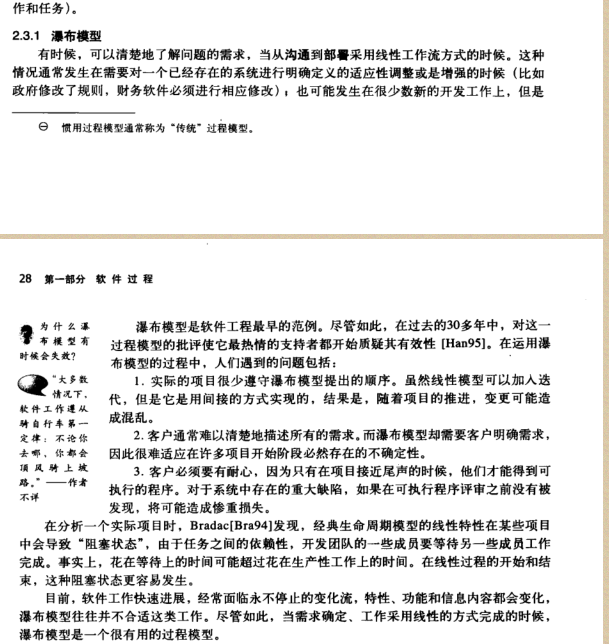 作和任务）。
2.3.1 瀑布模型
有时候，可以清楚地了解问题的需求，当从沟通到部署采用线性工作流方式的时候。这种
情况通常发生在需要对一个已经存在的系统进行明确定义的适应性调整或是增强的时候（比如
政府修改了规则，财务软件必须进行相应修改）；也可能发生在很少数新的开发工作上，但是
㊀ 惯用过程模型通常称为“传统”过程模型。
28 第一部分 软件过程
为什么瀑
布模型有
时候会失效?
“大多数
情况下，
软件工作遵从
骑自行车第一
定律：不论你
去哪，你都会
顶风骑上坡
路。”——作者
不详
瀑布模型是软件工程最早的范例。尽管如此，在过去的30多年中，对这一
过程模型的批评使它最热情的支持者都开始质疑其有效性 [Han95]。在运用瀑
布模型的过程中，人们遇到的问题包括：
1. 实际的项目很少遵守瀑布模型提出的顺序。虽然线性模型可以加入迭
代，但是它是用间接的方式实现的，结果是，随着项目的推进，变更可能造
成混乱。
2. 客户通常难以清楚地描述所有的需求。而瀑布模型却需要客户明确需求，
因此很难适应在许多项目开始阶段必然存在的不确定性。
3. 客户必须要有耐心，因为只有在项目接近尾声的时候，他们才能得到可
执行的程序。对于系统中存在的重大缺陷，如果在可执行程序评审之前没有被
发现，将可能造成惨重损失。
在分析一个实际项目时，Bradac[Bra94]发现，经典生命周期模型的线性特性在某些项目
中会导致“阻塞状态”，由于任务之间的依赖性，开发团队的一些成员要等待另一些成员工作
完成。事实上，花在等待上的时间可能超过花在生产性工作上的时间。在线性过程的开始和结
束，这种阻塞状态更容易发生。
目前，软件工作快速进展，经常面临永不停止的变化流，特性、功能和信息内容都会变化，
瀑布模型往往并不合适这类工作。尽管如此，当需求确定、工作采用线性的方式完成的时候，
瀑布模型是一个很有用的过程模型。